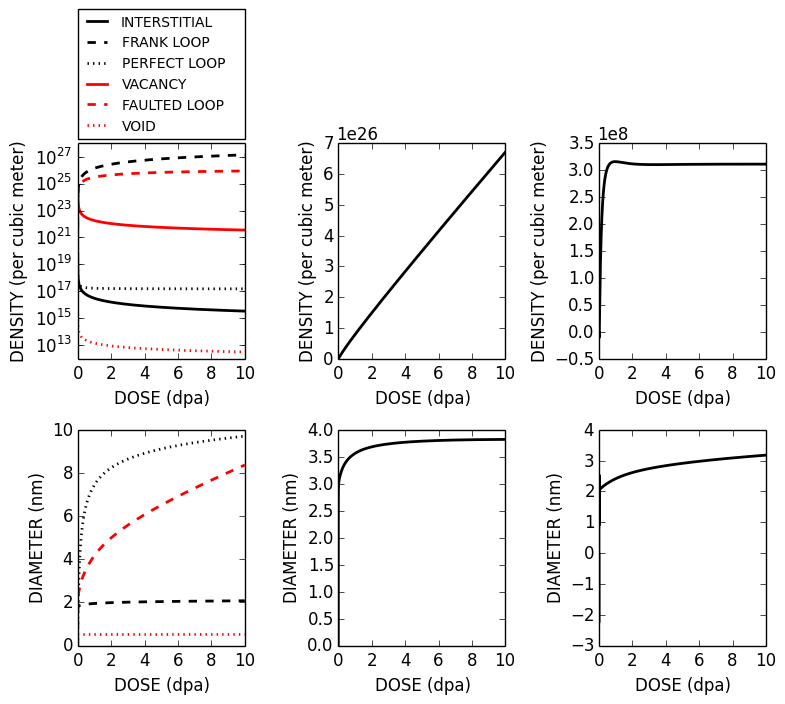 INTERSTITIAL
FRANK LOOP
PERFECT LOOP
VACANCY
FAULTED LOOP
VOID
DENSITY (per cubic meter)
10^27
10^25
10^23
10^21
10^19
10^17
10^15
10^13
0 2 4 6 8 10
DOSE (dpa)
1e26
DENSITY (per cubic meter)
7
6
5
4
3
2
1
0
0 2 4 6 8 10
DOSE (dpa)
1e8
DENSITY (per cubic meter)
3.5
3.0
2.5
2.0
1.5
1.0
0.5
0.0
−0.5
0 2 4 6 8 10
DOSE (dpa)
DIAMETER (nm)
10
8
6
4
2
0
0 2 4 6 8 10
DOSE (dpa)
DIAMETER (nm)
4.0
3.5
3.0
2.5
2.0
1.5
1.0
0.5
0.0
0 2 4 6 8 10
DOSE (dpa)
DIAMETER (nm)
4
3
2
1
0
−1
−2
−3
0 2 4 6 8 10
DOSE (dpa)